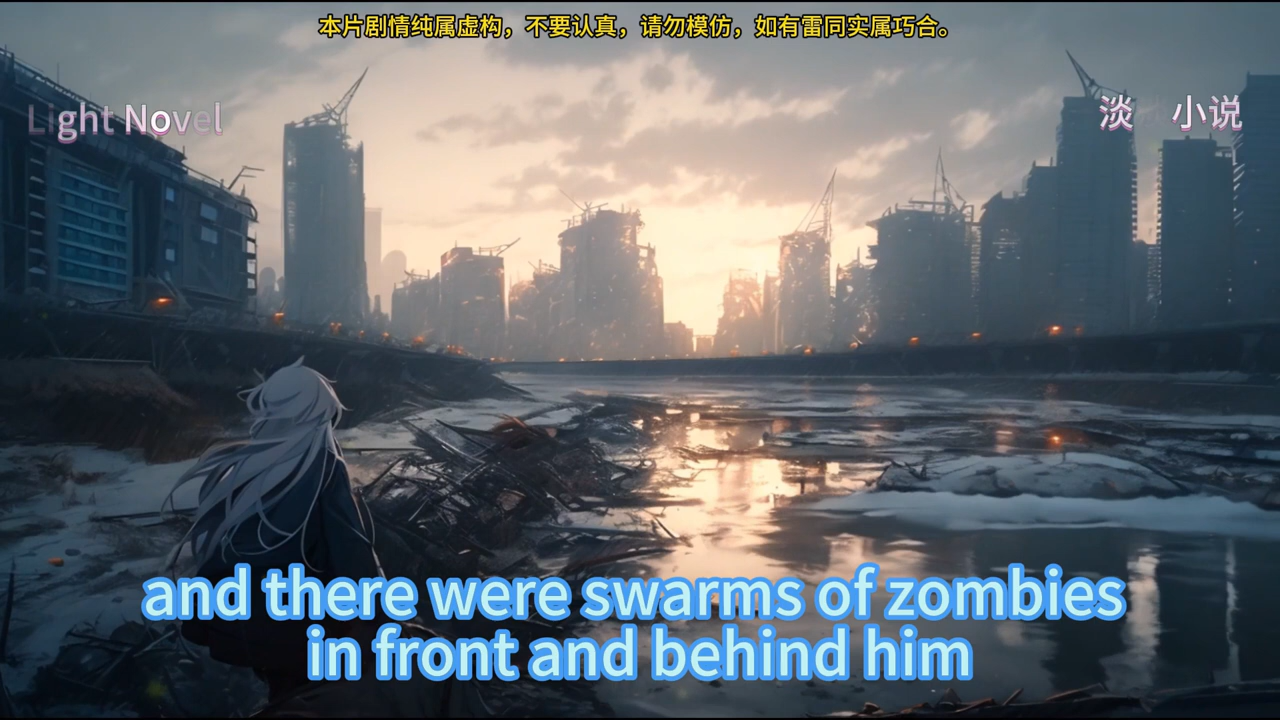 本片剧情纯属虚构，不要认真，请勿模仿，如有雷同实属巧合。
Light Novel
淡 小说
and there were swarms of zombies
in front and behind him